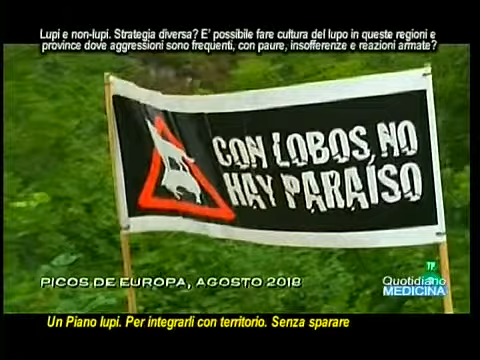 Lupi e non-lupi. Strategia diversa? E' possibile fare cultura del lupo in queste regioni e
province dove aggressioni sono frequenti, con paure, insofferenze e reazioni armate?
CON LOBOS, NO
HAY PARAÍSO
PICOS DE EUROPA, AGOSTO 2018
TP
Quotidiano
MEDICINA
Un Piano lupi. Per integrarli con territorio. Senza sparare